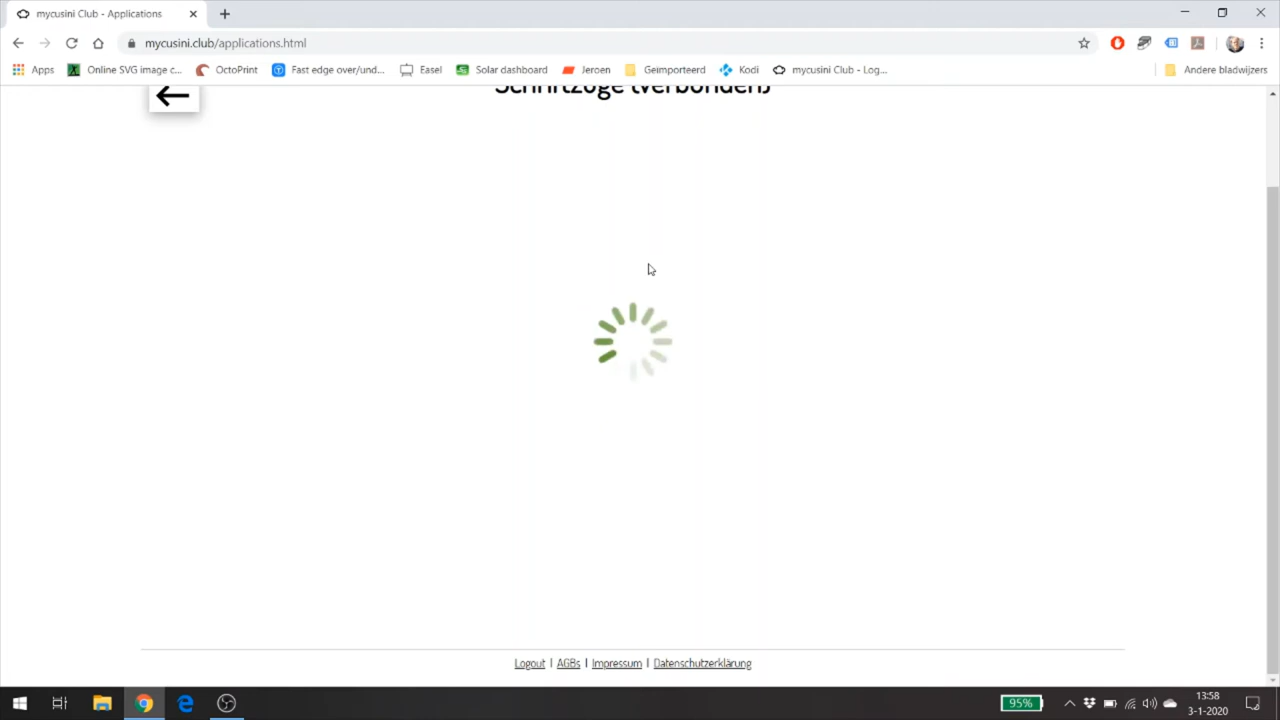 mycusini Club - Applications
mycusini.club/applications.html
Apps Online SVG image c... OctoPrint Fast edge over/und... Easel Solar dashboard Jeroen Geïmporteerd Kodi mycusini Club - Log... Andere bladwijzers
Schriftzüge (verbunden)
Logout | AGBs | Impressum | Datenschutzerklärung
95% 13:58
3-1-2020